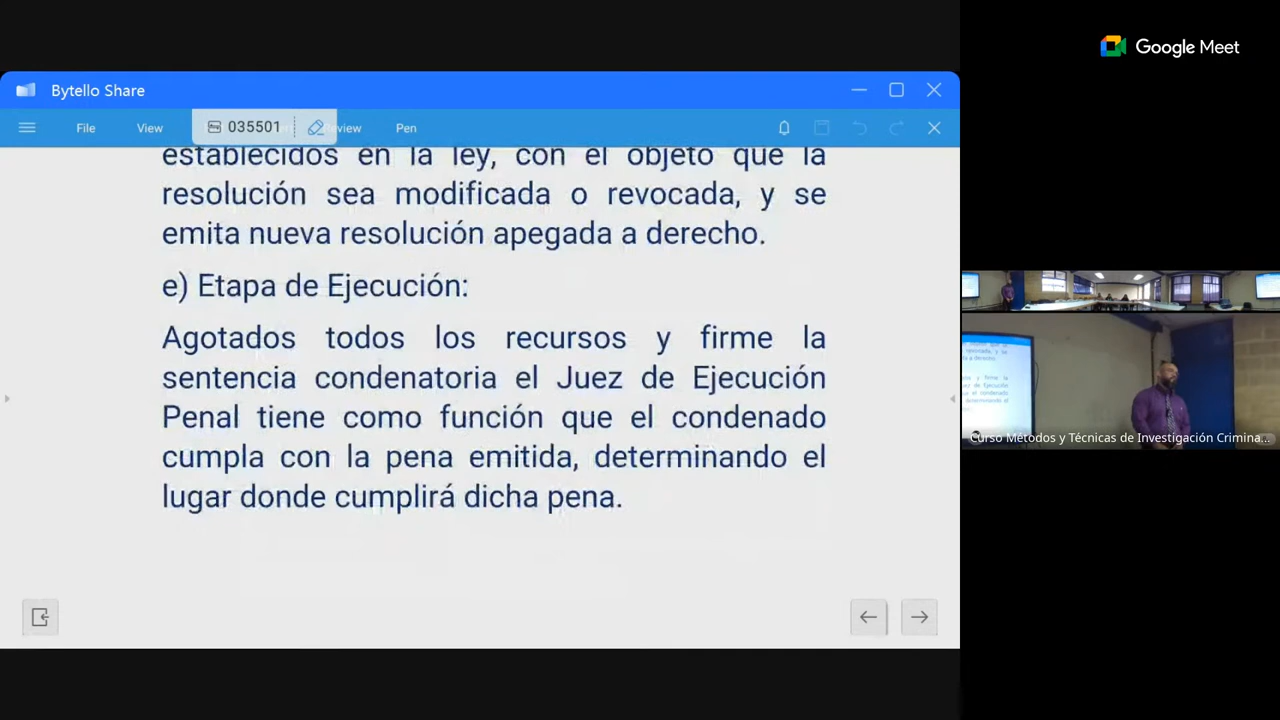 Google Meet
Bytello Share
File View 035501 Review Pen
establecidos en la ley, con el objeto que la
resolución sea modificada o revocada, y se
emita nueva resolución apegada a derecho.
e) Etapa de Ejecución:
Agotados todos los recursos y firme la
sentencia condenatoria el Juez de Ejecución
Penal tiene como función que el condenado
cumpla con la pena emitida, determinando el
lugar donde cumplirá dicha pena.
Curso Métodos y Técnicas de Investigación Crimina...